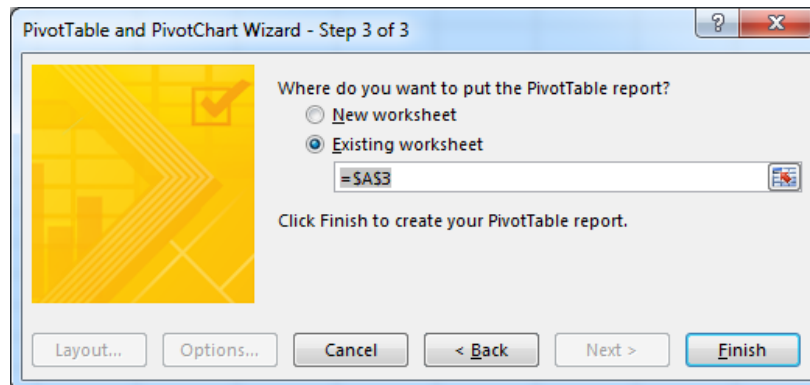 PivotTable and PivotChart Wizard - Step 3 of 3
?
Where do you want to put the PivotTable report?
New worksheet
Existing worksheet
=$A$3
Click Finish to create your PivotTable report.
Layout... Options... Cancel < Back Next > Finish